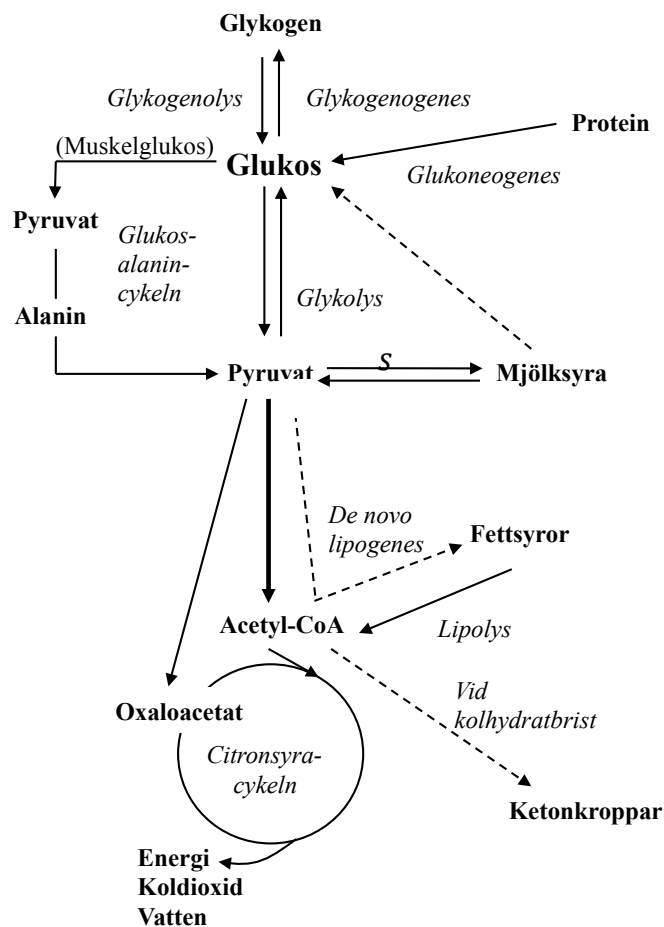 Glykogen
Glykogenolys
Glykogenogenes
Protein
(Muskelglukos)
Glukos
Glukoneogenes
Pyruvat
Glukos-
alanin-
cykeln
Glykolys
Alanin
Pyruvat
S
Mjölksyra
De novo
lipogenes
Fettsyror
Acetyl-CoA
Lipolys
Oxaloacetat
Vid
kolhydratbrist
Citronsyra-
cykeln
Ketonkroppar
Energi
Koldioxid
Vatten